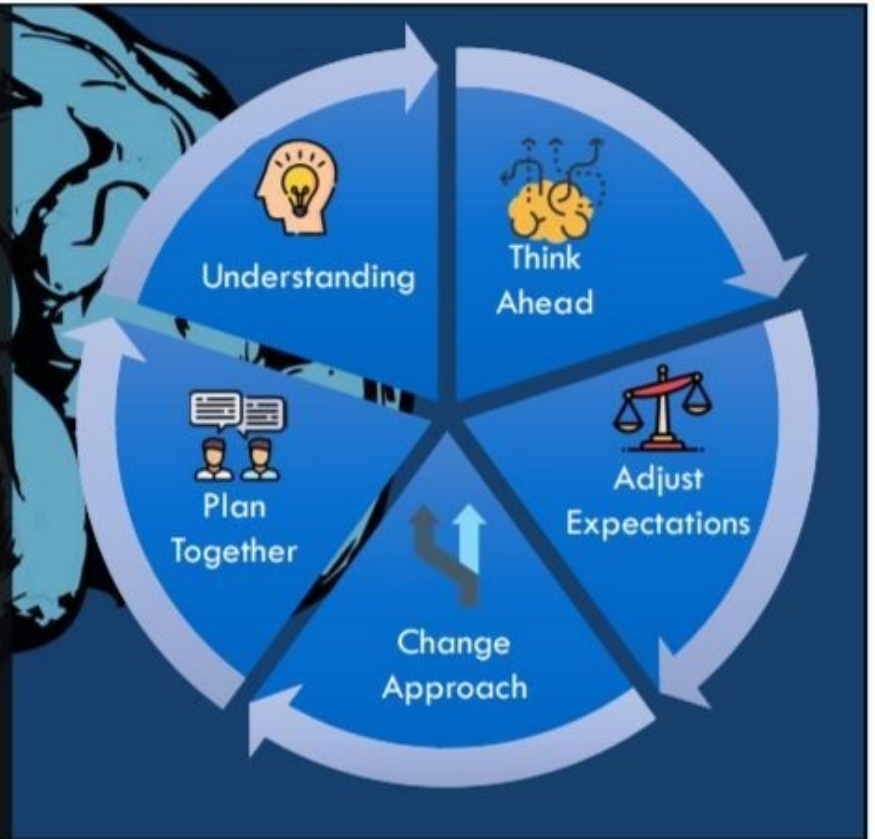 Understanding
Think
Ahead
Adjust
Expectations
Change
Approach
Plan
Together